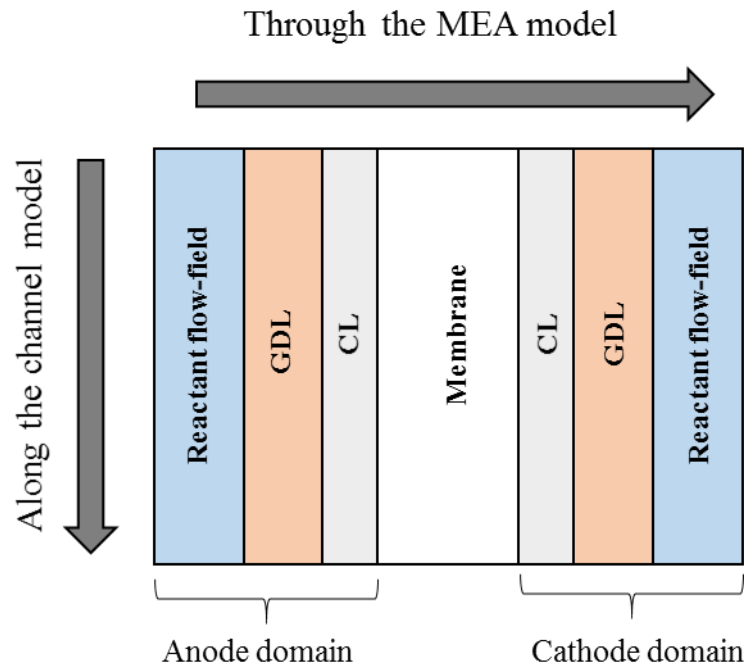 Through the MEA model
Along the channel model
Reactant flow-field
GDL
CL
Membrane
CL
GDL
Reactant flow-field
Anode domain
Cathode domain